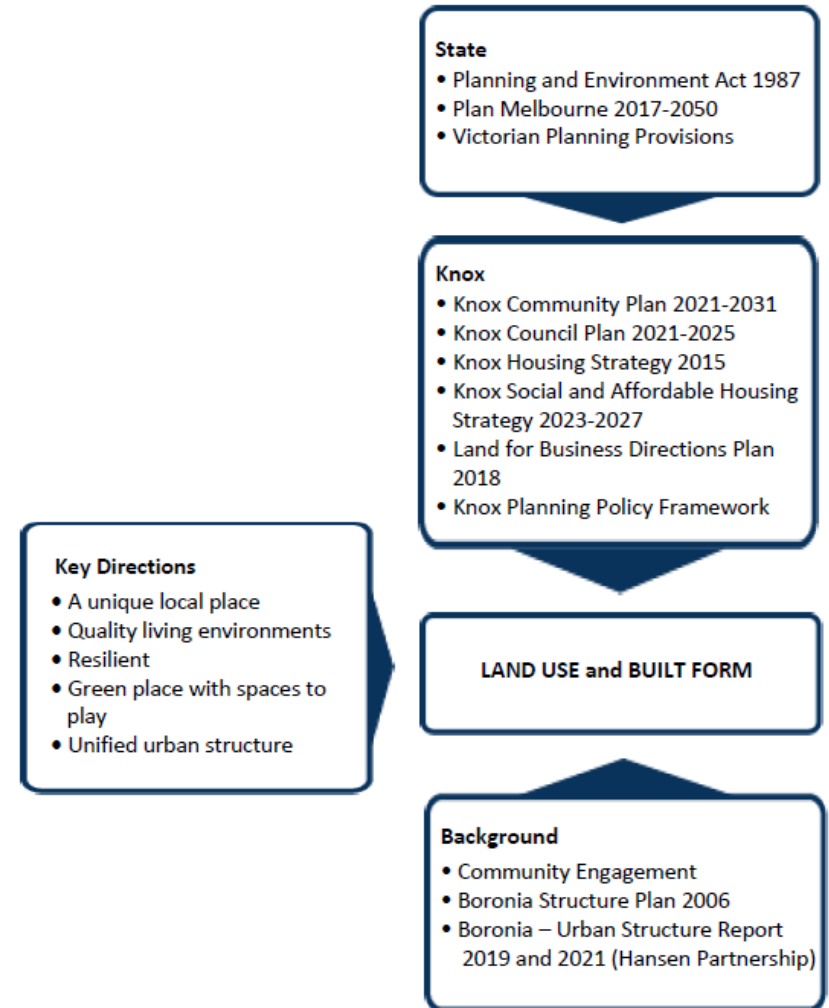 State
• Planning and Environment Act 1987
• Plan Melbourne 2017-2050
• Victorian Planning Provisions
Knox
• Knox Community Plan 2021-2031
• Knox Council Plan 2021-2025
• Knox Housing Strategy 2015
• Knox Social and Affordable Housing
Strategy 2023-2027
• Land for Business Directions Plan
2018
• Knox Planning Policy Framework
Key Directions
• A unique local place
• Quality living environments
• Resilient
• Green place with spaces to
play
• Unified urban structure
LAND USE and BUILT FORM
Background
• Community Engagement
• Boronia Structure Plan 2006
• Boronia – Urban Structure Report
2019 and 2021 (Hansen Partnership)